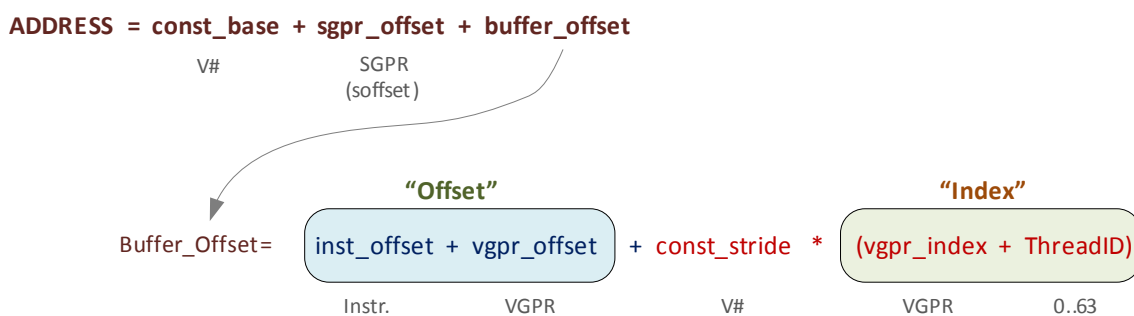 ADDRESS = const_base + sgpr_offset + buffer_offset
V# SGPR
(soffset)
“Offset” “Index”
Buffer_Offset= inst_offset + vgpr_offset + const_stride * (vgpr_index + ThreadID)
Instr. VGPR V# VGPR 0..63